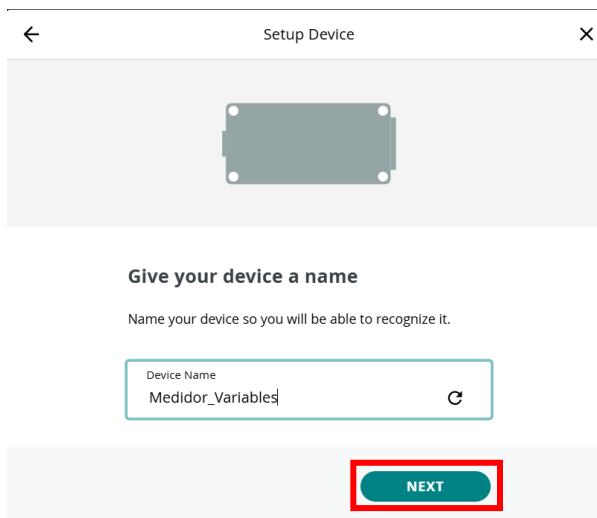 Setup Device
Give your device a name
Name your device so you will be able to recognize it.
Device Name
Medidor_Variables
NEXT